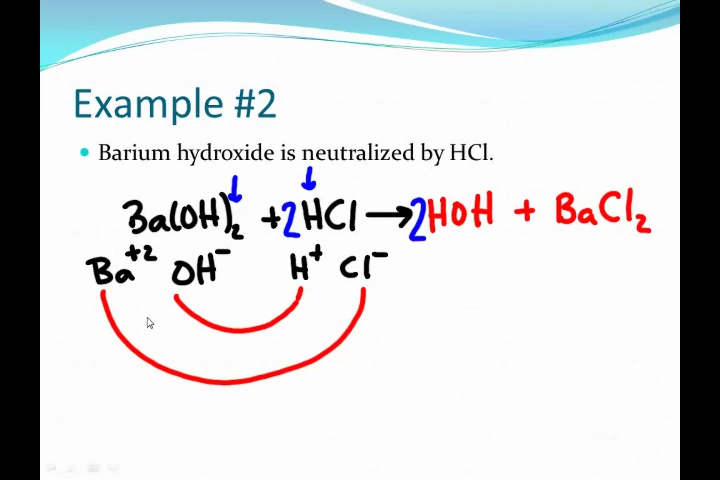 Example #2
Barium hydroxide is neutralized by HCl.
Ba(OH)₂ + 2HCl → 2HOH + BaCl₂
Ba⁺² OH⁻ H⁺ Cl⁻